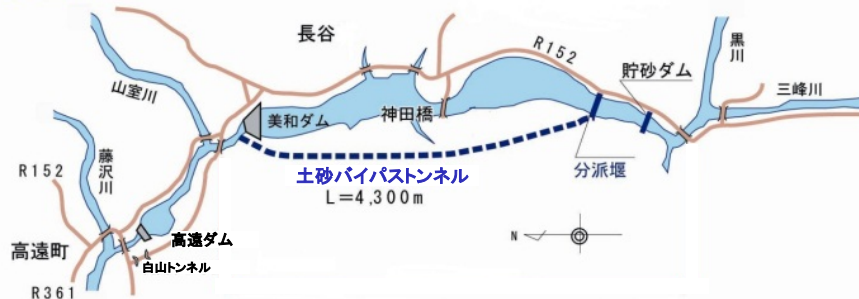 長谷
R152
黒川
貯砂ダム
三峰川
山室川
美和ダム
神田橋
藤沢川
R152
土砂バイパストンネル
L=4,300m
分派堰
N
高遠町
高遠ダム
白山トンネル
R361